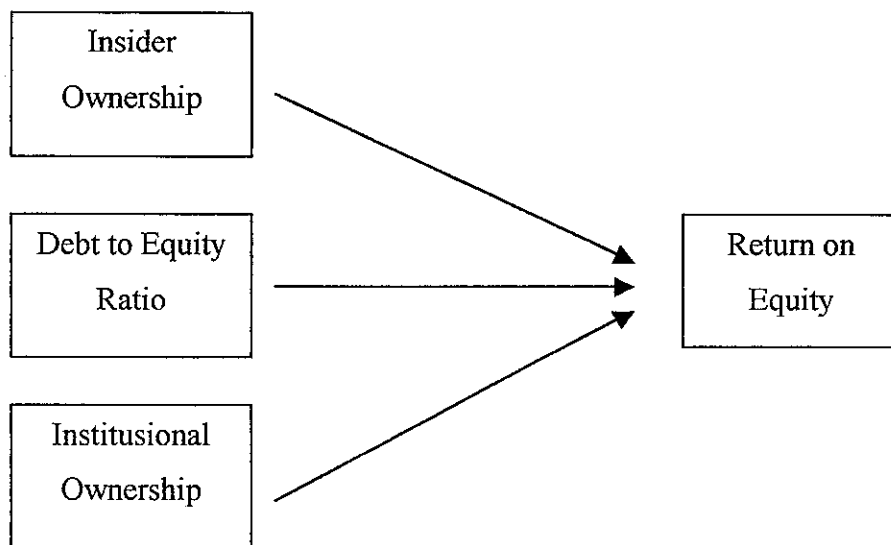 Insider
Ownership
Debt to Equity
Ratio
Institusional
Ownership
Return on
Equity